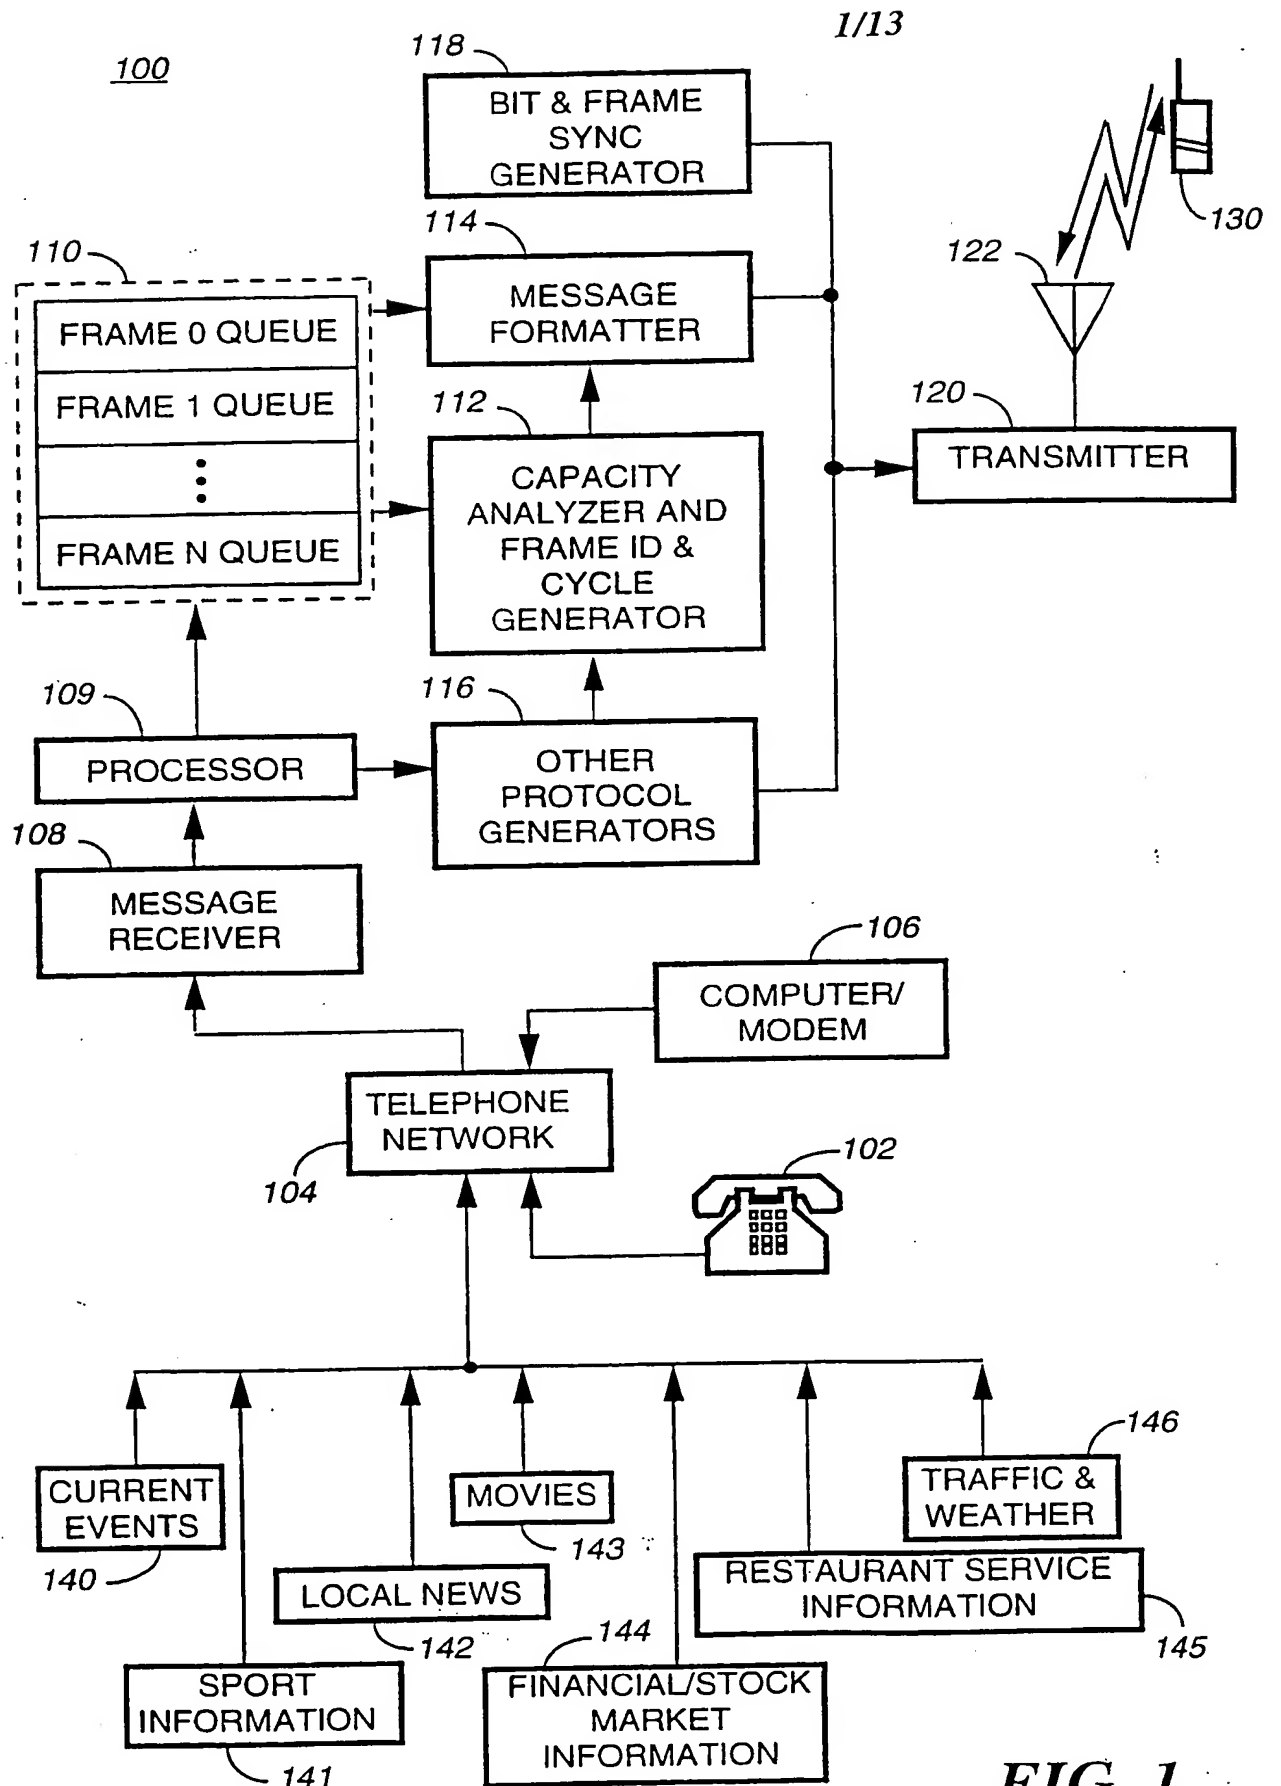 1/13
100
118
BIT & FRAME
SYNC
GENERATOR
130
114
122
110
MESSAGE
FORMATTER
FRAME 0 QUEUE
FRAME 1 QUEUE
FRAME N QUEUE
112
CAPACITY
ANALYZER AND
FRAME ID &
CYCLE
GENERATOR
120
TRANSMITTER
109
PROCESSOR
116
OTHER
PROTOCOL
GENERATORS
108
MESSAGE
RECEIVER
106
COMPUTER/
MODEM
TELEPHONE
NETWORK
104
102
CURRENT
EVENTS
140
MOVIES
143
146
TRAFFIC &
WEATHER
LOCAL NEWS
142
RESTAURANT SERVICE
INFORMATION
145
SPORT
INFORMATION
141
144
FINANCIAL/STOCK
MARKET
INFORMATION
FIG. 1